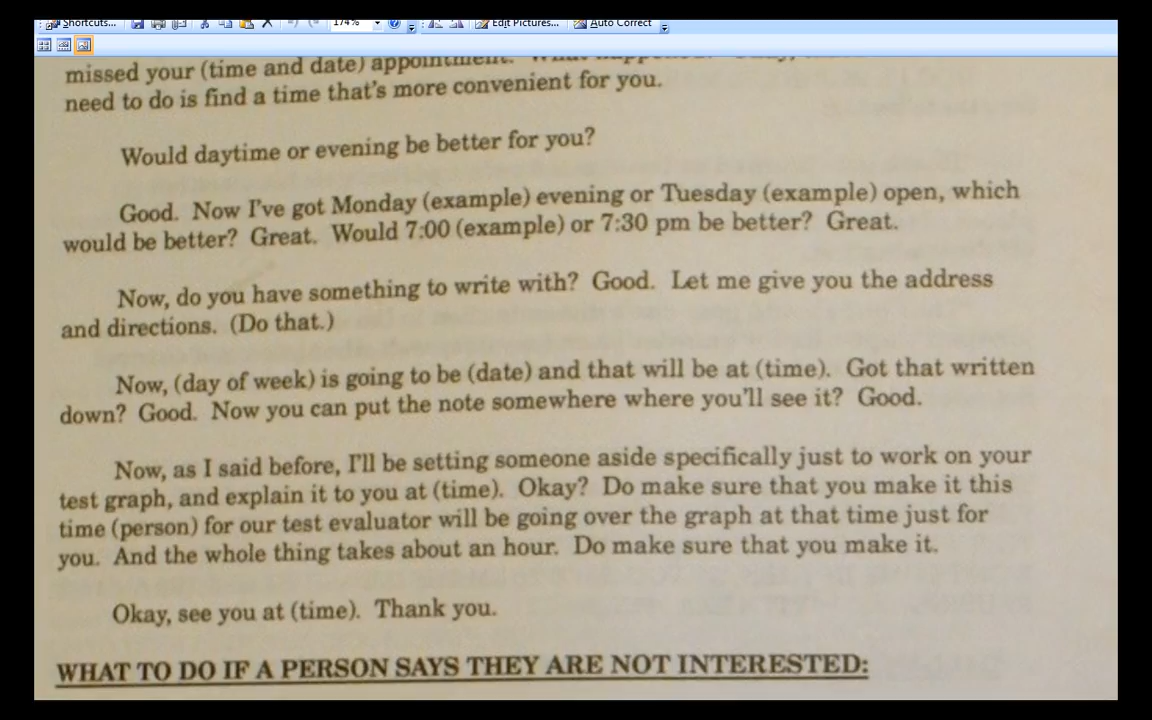 Shortcuts...
174%
Edit Pictures...
Auto Correct
missed your (time and date) appointment. What happened?
need to do is find a time that's more convenient for you.
Would daytime or evening be better for you?
Good. Now I've got Monday (example) evening or Tuesday (example) open, which
would be better? Great. Would 7:00 (example) or 7:30 pm be better? Great.
Now, do you have something to write with? Good. Let me give you the address
and directions. (Do that.)
Now, (day of week) is going to be (date) and that will be at (time). Got that written
down? Good. Now you can put the note somewhere where you'll see it? Good.
Now, as I said before, I'll be setting someone aside specifically just to work on your
test graph, and explain it to you at (time). Okay? Do make sure that you make it this
time (person) for our test evaluator will be going over the graph at that time just for
you. And the whole thing takes about an hour. Do make sure that you make it.
Okay, see you at (time). Thank you.
WHAT TO DO IF A PERSON SAYS THEY ARE NOT INTERESTED: